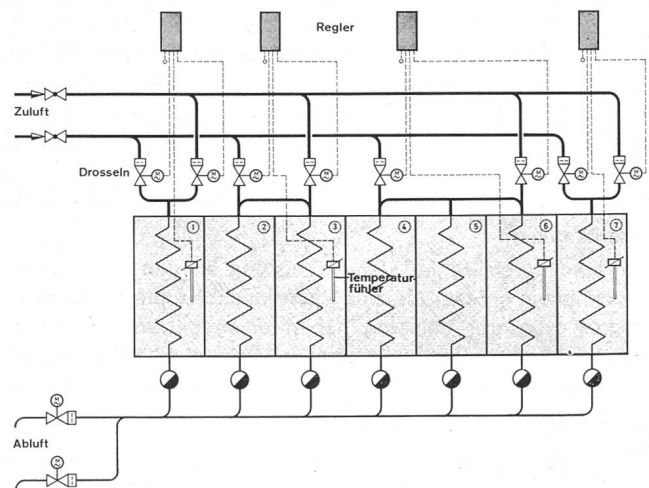 Regler
Zuluft
Drosseln
M M M M M M M M
1 2 3 4 5 6 7
Temperatur-
fühler
M
Abluft
M